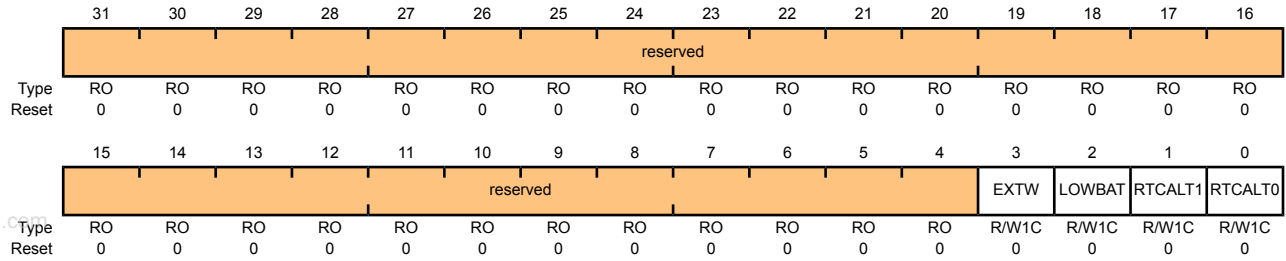 31 30 29 28 27 26 25 24 23 22 21 20 19 18 17 16
reserved
Type RO RO RO RO RO RO RO RO RO RO RO RO RO RO RO RO
Reset 0 0 0 0 0 0 0 0 0 0 0 0 0 0 0 0
15 14 13 12 11 10 9 8 7 6 5 4 3 2 1 0
reserved EXTW LOWBAT RTCALT1 RTCALT0
.com
Type RO RO RO RO RO RO RO RO RO RO RO RO R/W1C R/W1C R/W1C R/W1C
Reset 0 0 0 0 0 0 0 0 0 0 0 0 0 0 0 0